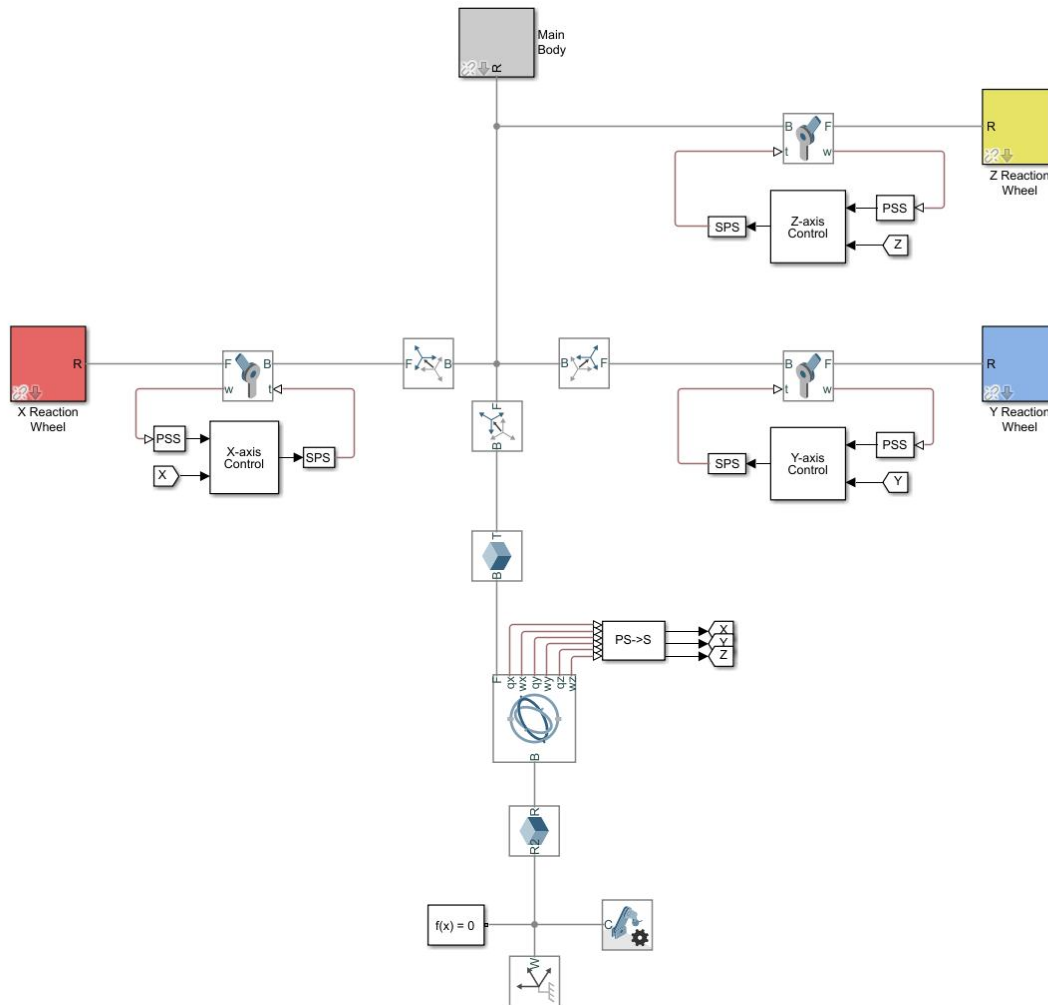 Main
Body
R
B F
t w
R
Z Reaction
Wheel
SPS
Z-axis
Control
PSS
Z
R
X Reaction
Wheel
F B
w t
PSS
X
X-axis
Control
SPS
F B
B F
F
B
B F
t w
R
Y Reaction
Wheel
SPS
Y-axis
Control
PSS
Y
T
B
PS->S
X
Y
Z
F qx wx qy wy qz wz
B
R
R2
f(x) = 0
C
W